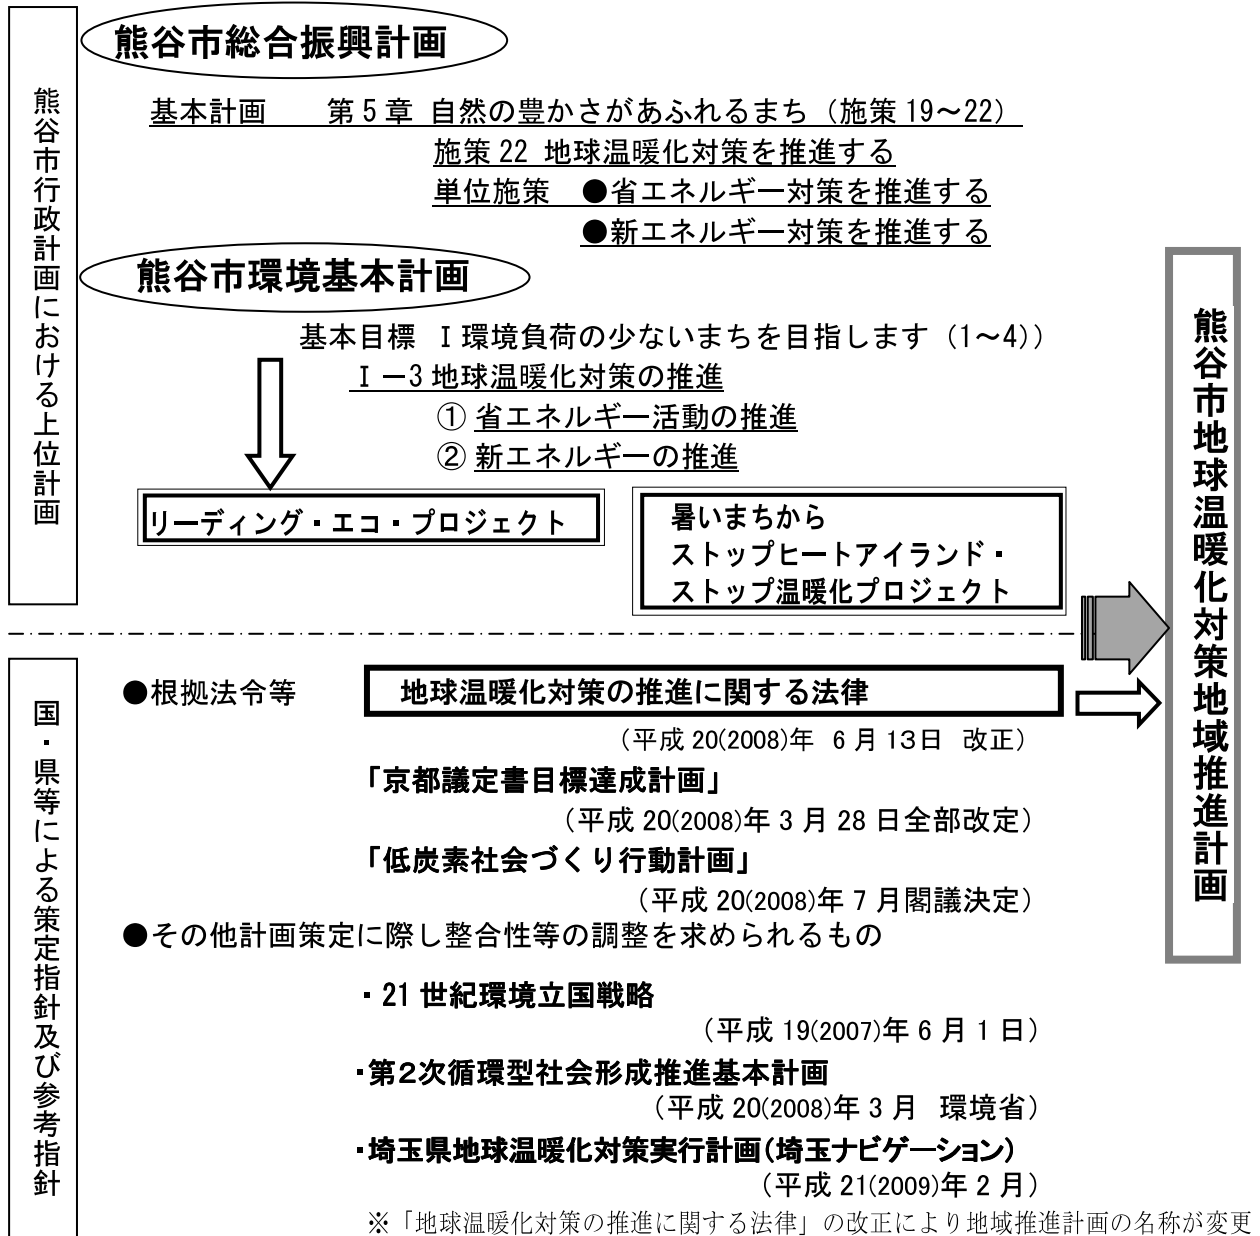 熊谷市行政計画における上位計画
熊谷市総合振興計画
基本計画　第5章 自然の豊かさがあふれるまち（施策19～22）
施策22 地球温暖化対策を推進する
単位施策　●省エネルギー対策を推進する
●新エネルギー対策を推進する
熊谷市環境基本計画
基本目標 Ⅰ環境負荷の少ないまちを目指します（1～4））
Ⅰ－3地球温暖化対策の推進
① 省エネルギー活動の推進
② 新エネルギーの推進
リーディング・エコ・プロジェクト
暑いまちから
ストップヒートアイランド・
ストップ温暖化プロジェクト
熊谷市地球温暖化対策地域推進計画
国・県等による策定指針及び参考指針
●根拠法令等　地球温暖化対策の推進に関する法律
（平成20(2008)年 6月13日 改正）
「京都議定書目標達成計画」
（平成20(2008)年3月28日全部改定）
「低炭素社会づくり行動計画」
（平成20(2008)年7月閣議決定）
●その他計画策定に際し整合性等の調整を求められるもの
・21世紀環境立国戦略
（平成19(2007)年6月1日）
・第２次循環型社会形成推進基本計画
（平成20(2008)年3月 環境省）
・埼玉県地球温暖化対策実行計画（埼玉ナビゲーション）
（平成21(2009)年2月）
※「地球温暖化対策の推進に関する法律」の改正により地域推進計画の名称が変更